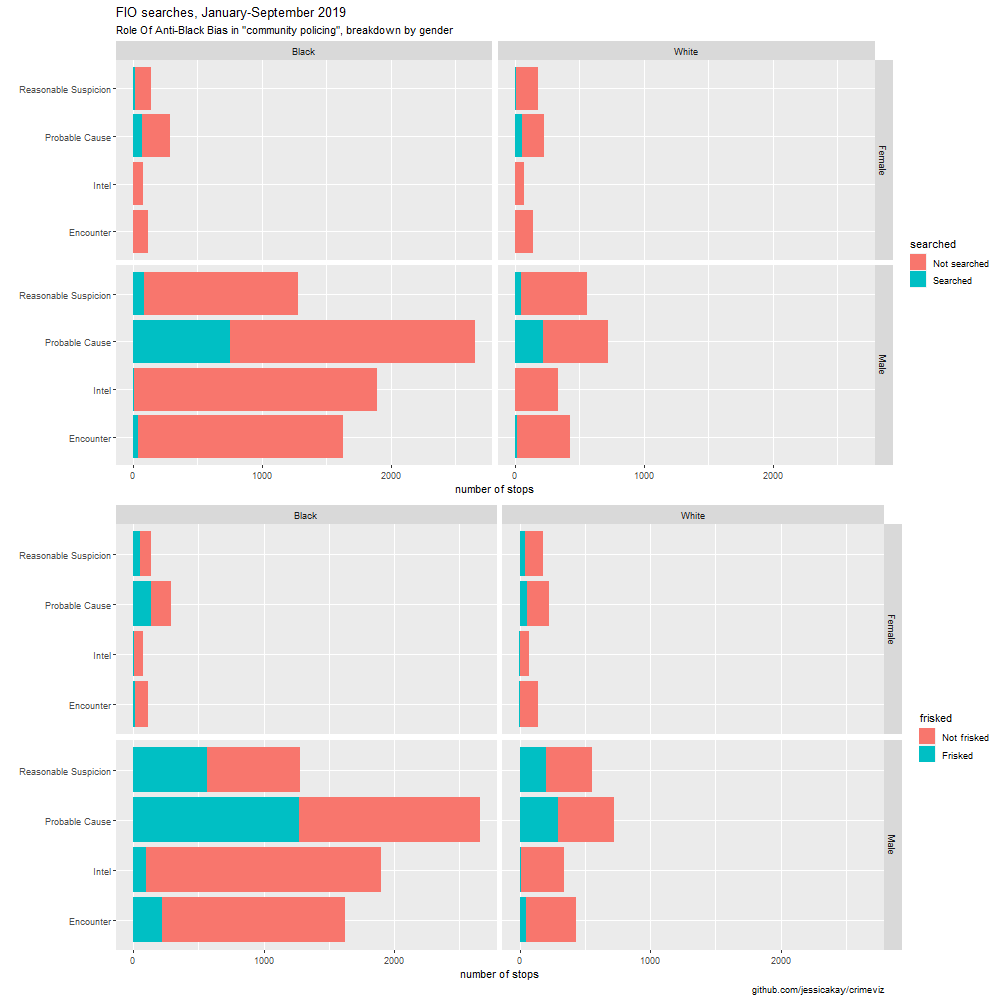 FIO searches, January-September 2019
Role Of Anti-Black Bias in "community policing", breakdown by gender
Black
White
Reasonable Suspicion
Probable Cause
Intel
Encounter
Female
Reasonable Suspicion
Probable Cause
Intel
Encounter
Male
0 1000 2000 0 1000 2000
number of stops
searched
Not searched
Searched
Black
White
Reasonable Suspicion
Probable Cause
Intel
Encounter
Female
Reasonable Suspicion
Probable Cause
Intel
Encounter
Male
0 1000 2000 0 1000 2000
number of stops
frisked
Not frisked
Frisked
github.com/jessicakay/crimeviz